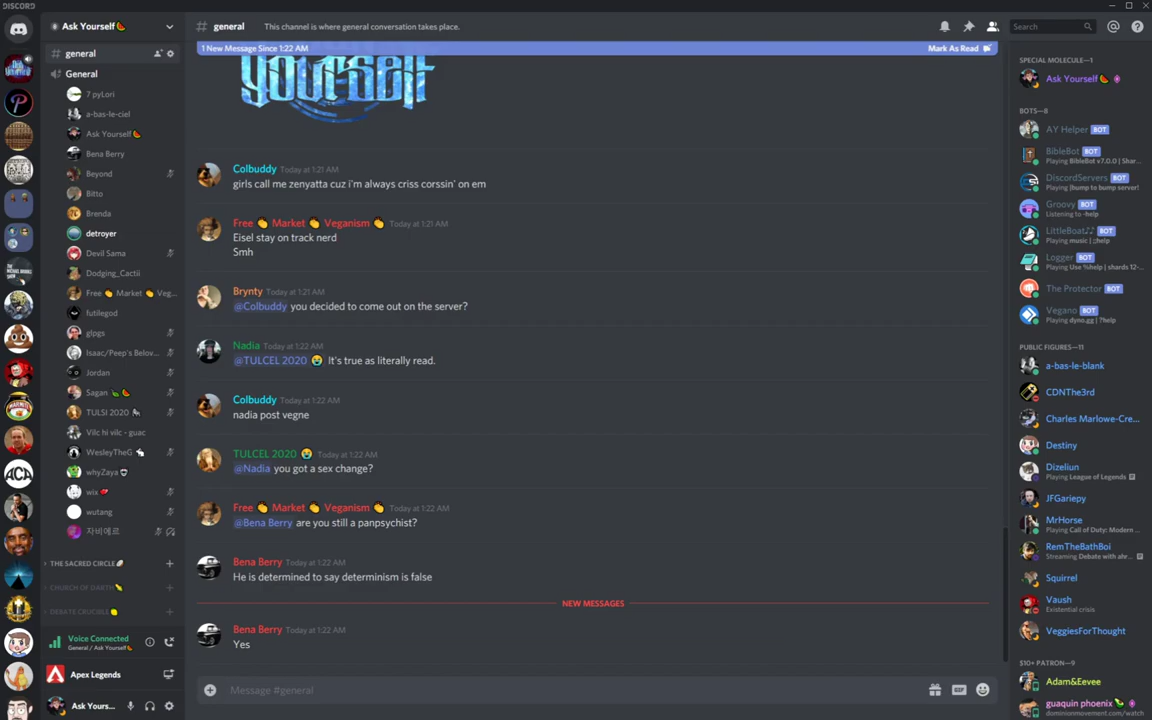 DISCORD
Ask Yourself🍉
general
This channel is where general conversation takes place.
Search
1 New Message Since 1:22 AM
Mark As Read
general
General
7 pyLori
a-bas-le-ciel
Ask Yourself🍉
Bena Berry
Beyond
Bitto
Brenda
detroyer
Devil Sama
Dodging_Cactii
Free 👏 Market 👏 Veg...
futilegod
glpgs
Isaac/Peep's Belov...
Jordan
Sagan
TULSI 2020
Vilc hi vilc - guac
WesleyTheG
whyZaya
wix
wutang
자비에르
THE SACRED CIRCLE
CHURCH OF DARTH
DEBATE CRUCIBLE
Voice Connected
General / Ask Yourself🍉
Apex Legends
Ask Yours...
YOURSELF
Colbuddy Today at 1:21 AM
girls call me zenyatta cuz i'm always criss corssin' on em
Free 👏 Market 👏 Veganism 👏 Today at 1:21 AM
Eisel stay on track nerd
Smh
Brynty Today at 1:21 AM
@Colbuddy you decided to come out on the server?
Nadia Today at 1:22 AM
@TULCEL 2020 😭 It's true as literally read.
Colbuddy Today at 1:22 AM
nadia post vegne
TULCEL 2020 😭 Today at 1:22 AM
@Nadia you got a sex change?
Free 👏 Market 👏 Veganism 👏 Today at 1:22 AM
@Bena Berry are you still a panpsychist?
Bena Berry Today at 1:22 AM
He is determined to say determinism is false
NEW MESSAGES
Bena Berry Today at 1:22 AM
Yes
Message #general
GIF
SPECIAL MOLECULE—1
Ask Yourself🍉
BOTS—8
AY Helper BOT
BibleBot BOT
Playing BibleBot v7.0.0 | Shar...
DiscordServers BOT
Playing !bump to bump server!
Groovy BOT
Listening to -help
LittleBoat♫ BOT
Playing music | ;;help
Logger BOT
Playing Use %help | shards 12-...
The Protector BOT
Vegano BOT
Playing dyno.gg | ?help
PUBLIC FIGURES—11
a-bas-le-blank
CDNThe3rd
Charles Marlowe-Cre...
Destiny
Dizeliun
Playing League of Legends
JFGariepy
MrHorse
Playing Call of Duty: Modern ...
RemTheBathBoi
Streaming Debate with ahr...
Squirrel
Vaush
Existential crisis
VeggiesForThought
$10+ PATRON—9
Adam&Eevee
guaquin phoenix
dominionmovement.com/watch
ACA